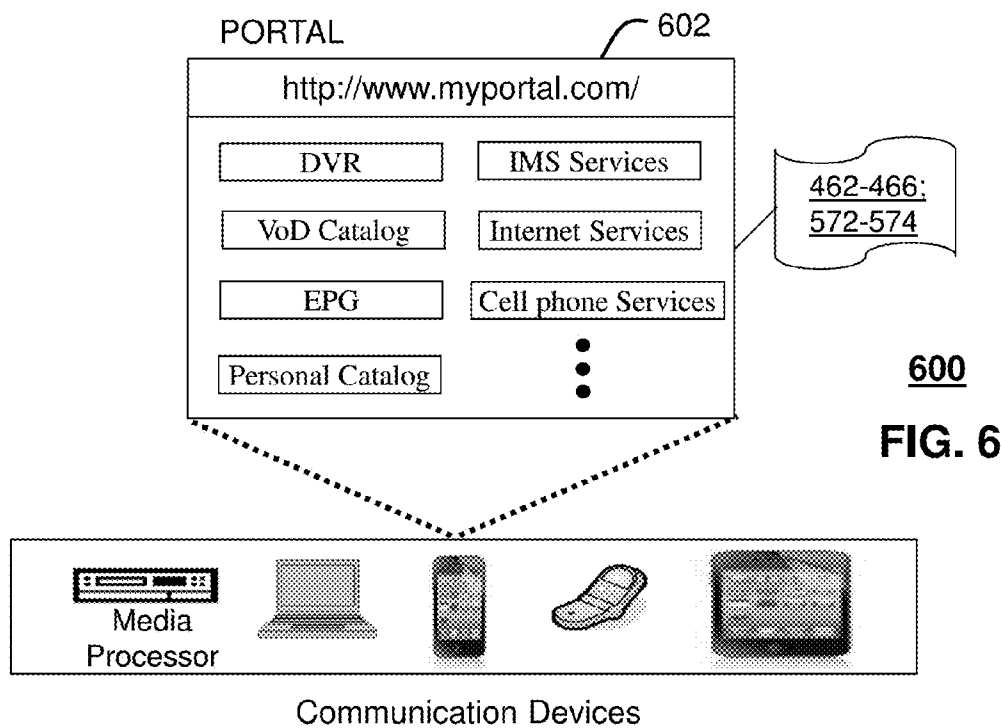 PORTAL
602
http://www.myportal.com/
DVR
IMS Services
VoD Catalog
Internet Services
EPG
Cell phone Services
Personal Catalog
462-466;
572-574
600
FIG. 6
Media
Processor
Communication Devices